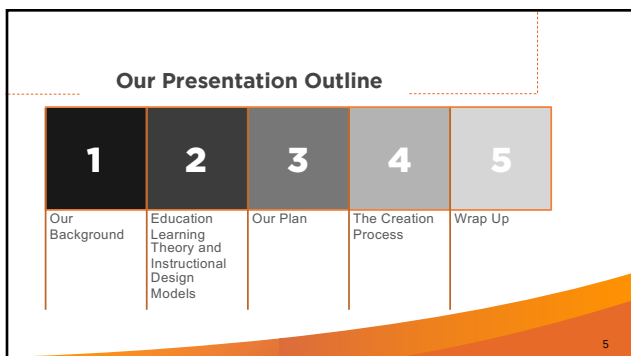 Our Presentation Outline
1
2
3
4
5
Our
Background
Education
Learning
Theory and
Instructional
Design
Models
Our Plan
The Creation
Process
Wrap Up
5